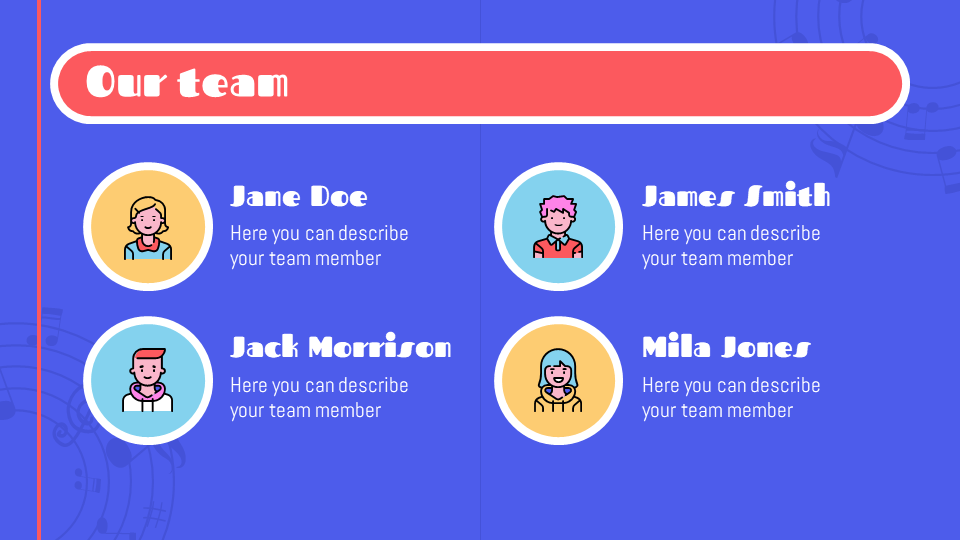 Our team
Jane Doe
Here you can describe
your team member
James Smith
Here you can describe
your team member
Jack Morrison
Here you can describe
your team member
Mila Jones
Here you can describe
your team member